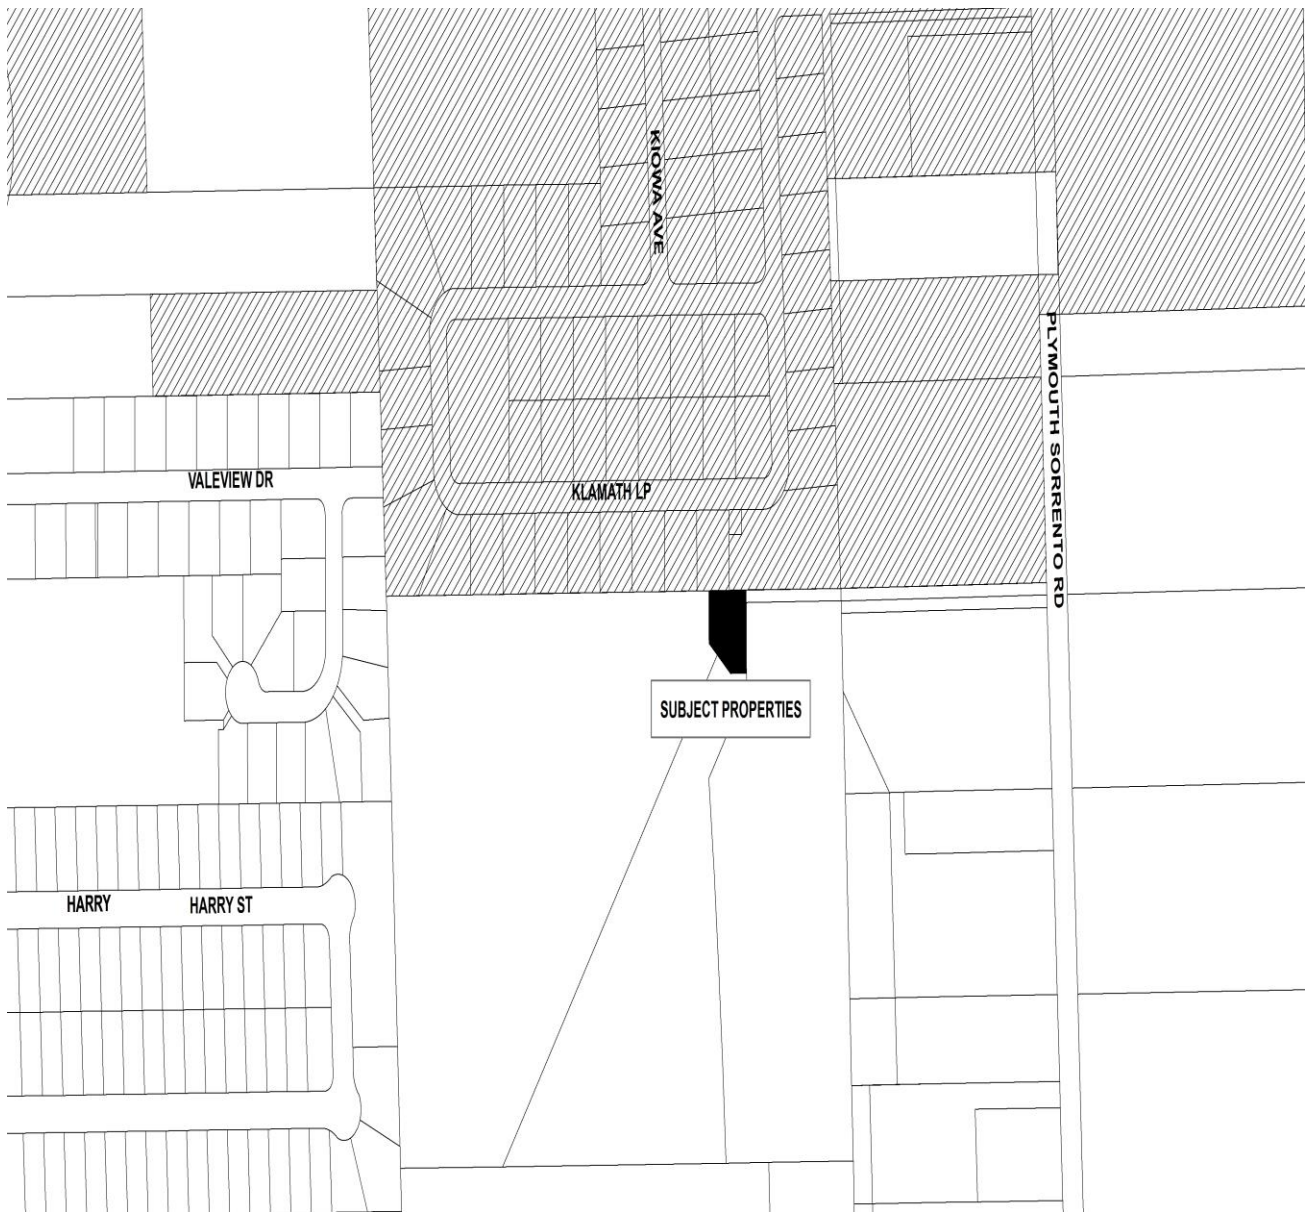 KIOWA AVE
PLYMOUTH SORRENTO RD
VALEVIEW DR
KLAMATH LP
SUBJECT PROPERTIES
HARRY
HARRY ST